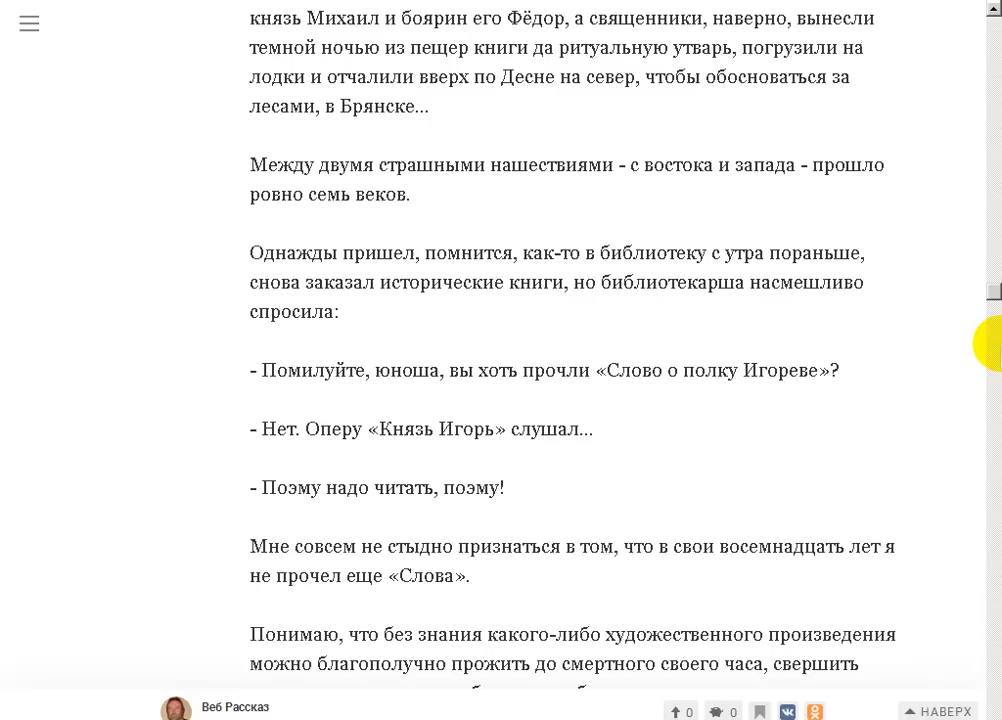 князь Михаил и боярин его Фёдор, а священники, наверно, вынесли
темной ночью из пещер книги да ритуальную утварь, погрузили на
лодки и отчалили вверх по Десне на север, чтобы обосноваться за
лесами, в Брянске...
Между двумя страшными нашествиями - с востока и запада - прошло
ровно семь веков.
Однажды пришел, помнится, как-то в библиотеку с утра пораньше,
снова заказал исторические книги, но библиотекарша насмешливо
спросила:
- Помилуйте, юноша, вы хоть прочли «Слово о полку Игореве»?
- Нет. Оперу «Князь Игорь» слушал...
- Поэму надо читать, поэму!
Мне совсем не стыдно признаться в том, что в свои восемнадцать лет я
не прочел еще «Слова».
Понимаю, что без знания какого-либо художественного произведения
можно благополучно прожить до смертного своего часа, свершить
Веб Рассказ
0
0
НАВЕРХ